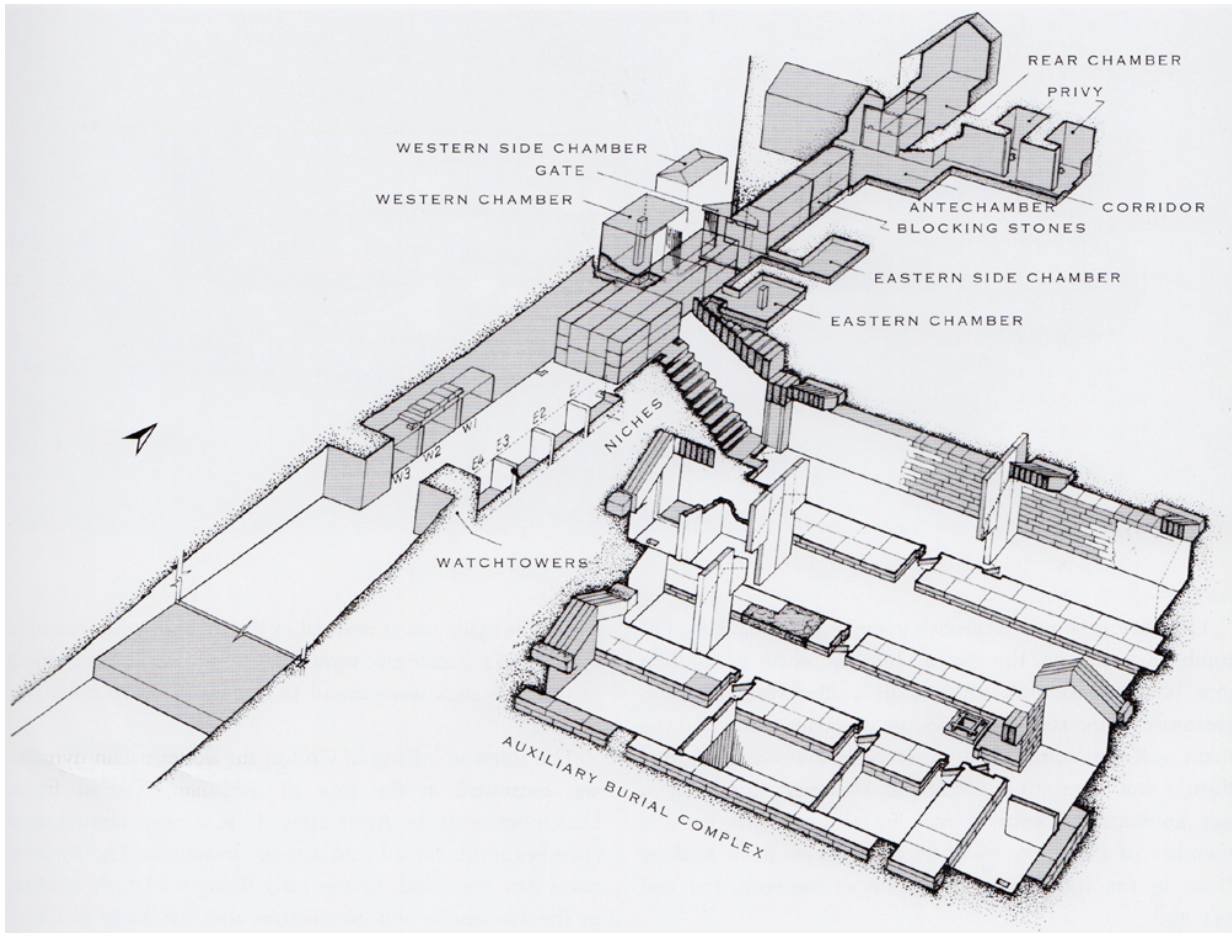 REAR CHAMBER
PRIVY
WESTERN SIDE CHAMBER
GATE
WESTERN CHAMBER
ANTECHAMBER
CORRIDOR
BLOCKING STONES
EASTERN SIDE CHAMBER
EASTERN CHAMBER
E1
E2
E3
E4
NICHES
W1
W2
W3
WATCHTOWERS
AUXILIARY BURIAL COMPLEX